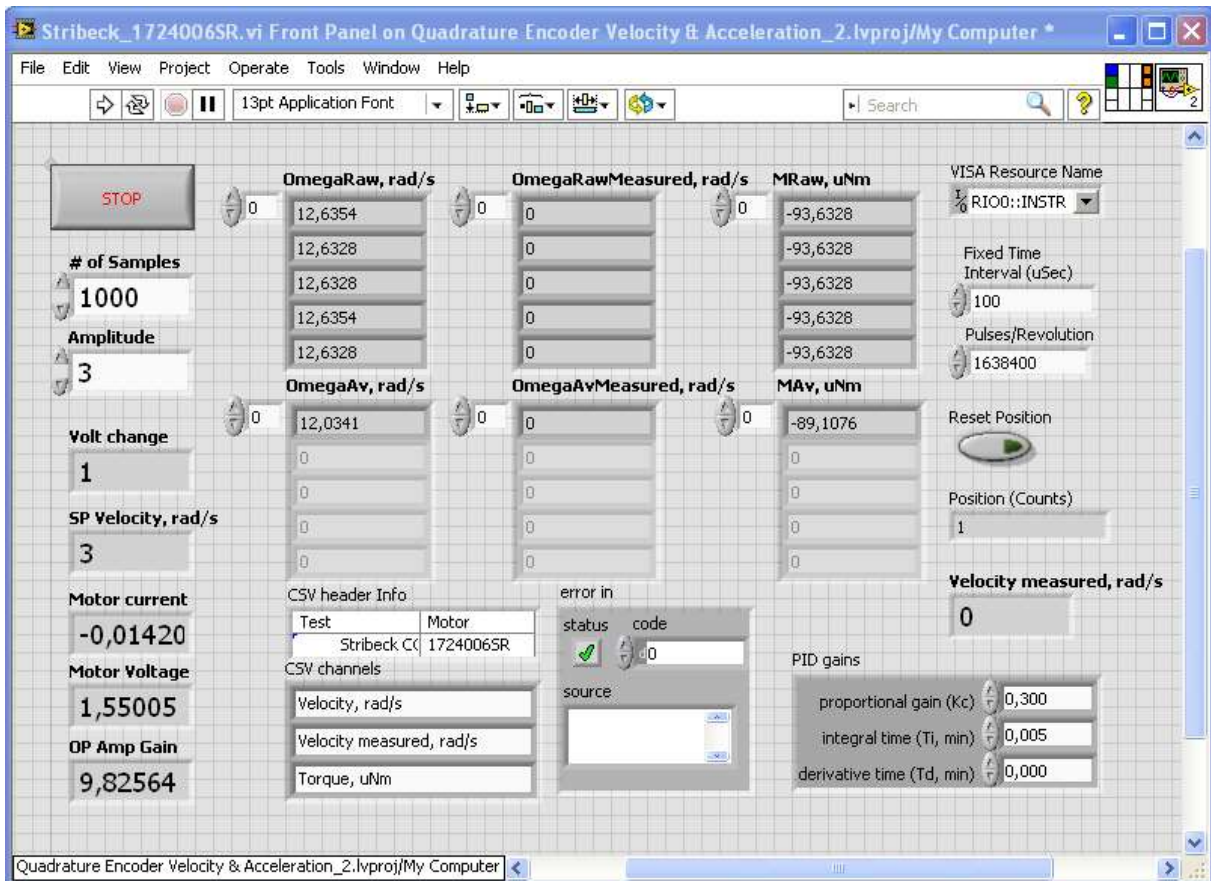 Stribeck_1724006SR.vi Front Panel on Quadrature Encoder Velocity & Acceleration_2.lvproj/My Computer *
File Edit View Project Operate Tools Window Help
13pt Application Font Search 2
STOP
# of Samples
1000
Amplitude
3
Volt change
1
SP Velocity, rad/s
3
Motor current
-0,01420
Motor Voltage
1,55005
OP Amp Gain
9,82564
OmegaRaw, rad/s
0
12,6354
12,6328
12,6328
12,6354
12,6328
OmegaAv, rad/s
0
12,0341
0
0
0
0
OmegaRawMeasured, rad/s
0
0
0
0
0
0
OmegaAvMeasured, rad/s
0
0
0
0
0
0
MRaw, uNm
0
-93,6328
-93,6328
-93,6328
-93,6328
-93,6328
MAv, uNm
0
-89,1076
0
0
0
0
CSV header Info
Test Motor
Stribeck 1724006SR
CSV channels
Velocity, rad/s
Velocity measured, rad/s
Torque, uNm
error in
status code
d0
source
VISA Resource Name
I/O RIO0::INSTR
Fixed Time
Interval (uSec)
100
Pulses/Revolution
1638400
Reset Position
Position (Counts)
1
Velocity measured, rad/s
0
PID gains
proportional gain (Kc) 0,300
integral time (Ti, min) 0,005
derivative time (Td, min) 0,000
Quadrature Encoder Velocity & Acceleration_2.lvproj/My Computer